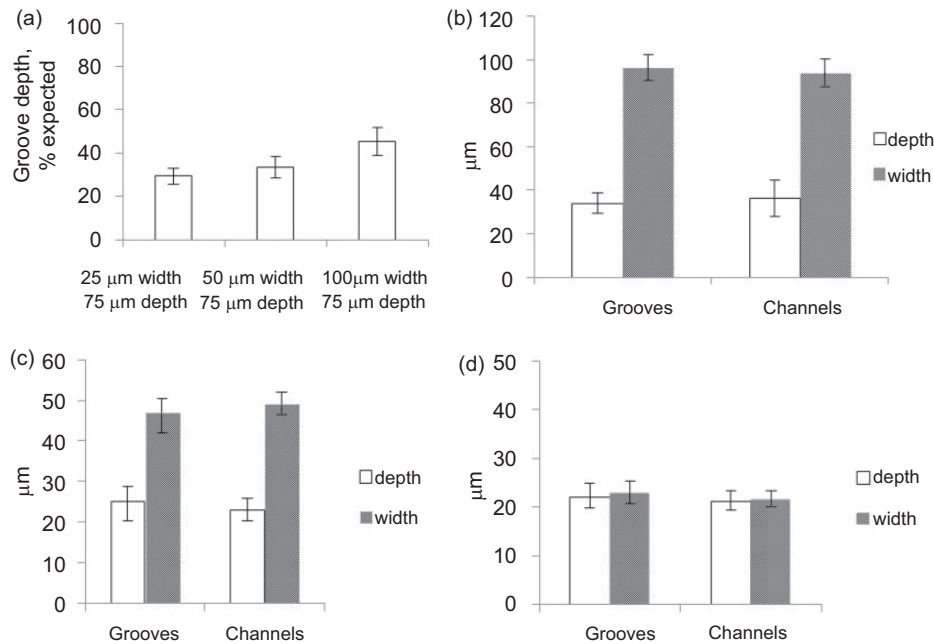 (a)
Groove depth,
% expected
100
80
60
40
20
0
25 μm width
75 μm depth
50 μm width
75 μm depth
100μm width
75 μm depth
(b)
μm
120
100
80
60
40
20
0
Grooves
Channels
depth
width
(c)
μm
60
50
40
30
20
10
0
Grooves
Channels
depth
width
(d)
μm
50
40
30
20
10
0
Grooves
Channels
depth
width